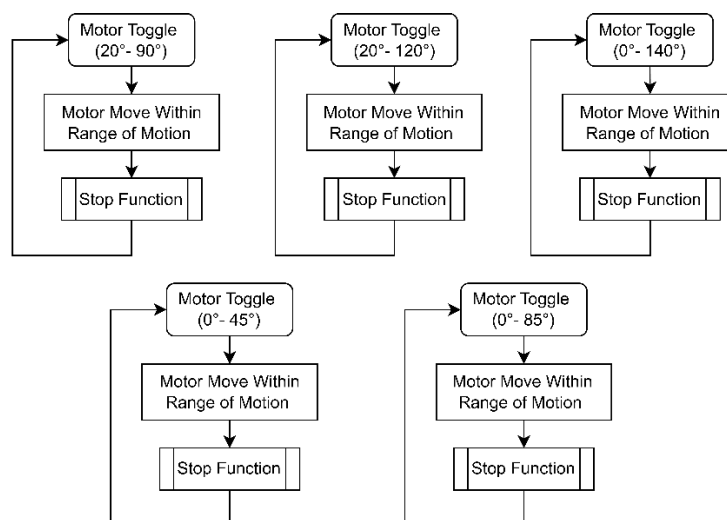 Motor Toggle
(20°- 90°)
Motor Move Within
Range of Motion
Stop Function
Motor Toggle
(20°- 120°)
Motor Move Within
Range of Motion
Stop Function
Motor Toggle
(0°- 140°)
Motor Move Within
Range of Motion
Stop Function
Motor Toggle
(0°- 45°)
Motor Move Within
Range of Motion
Stop Function
Motor Toggle
(0°- 85°)
Motor Move Within
Range of Motion
Stop Function